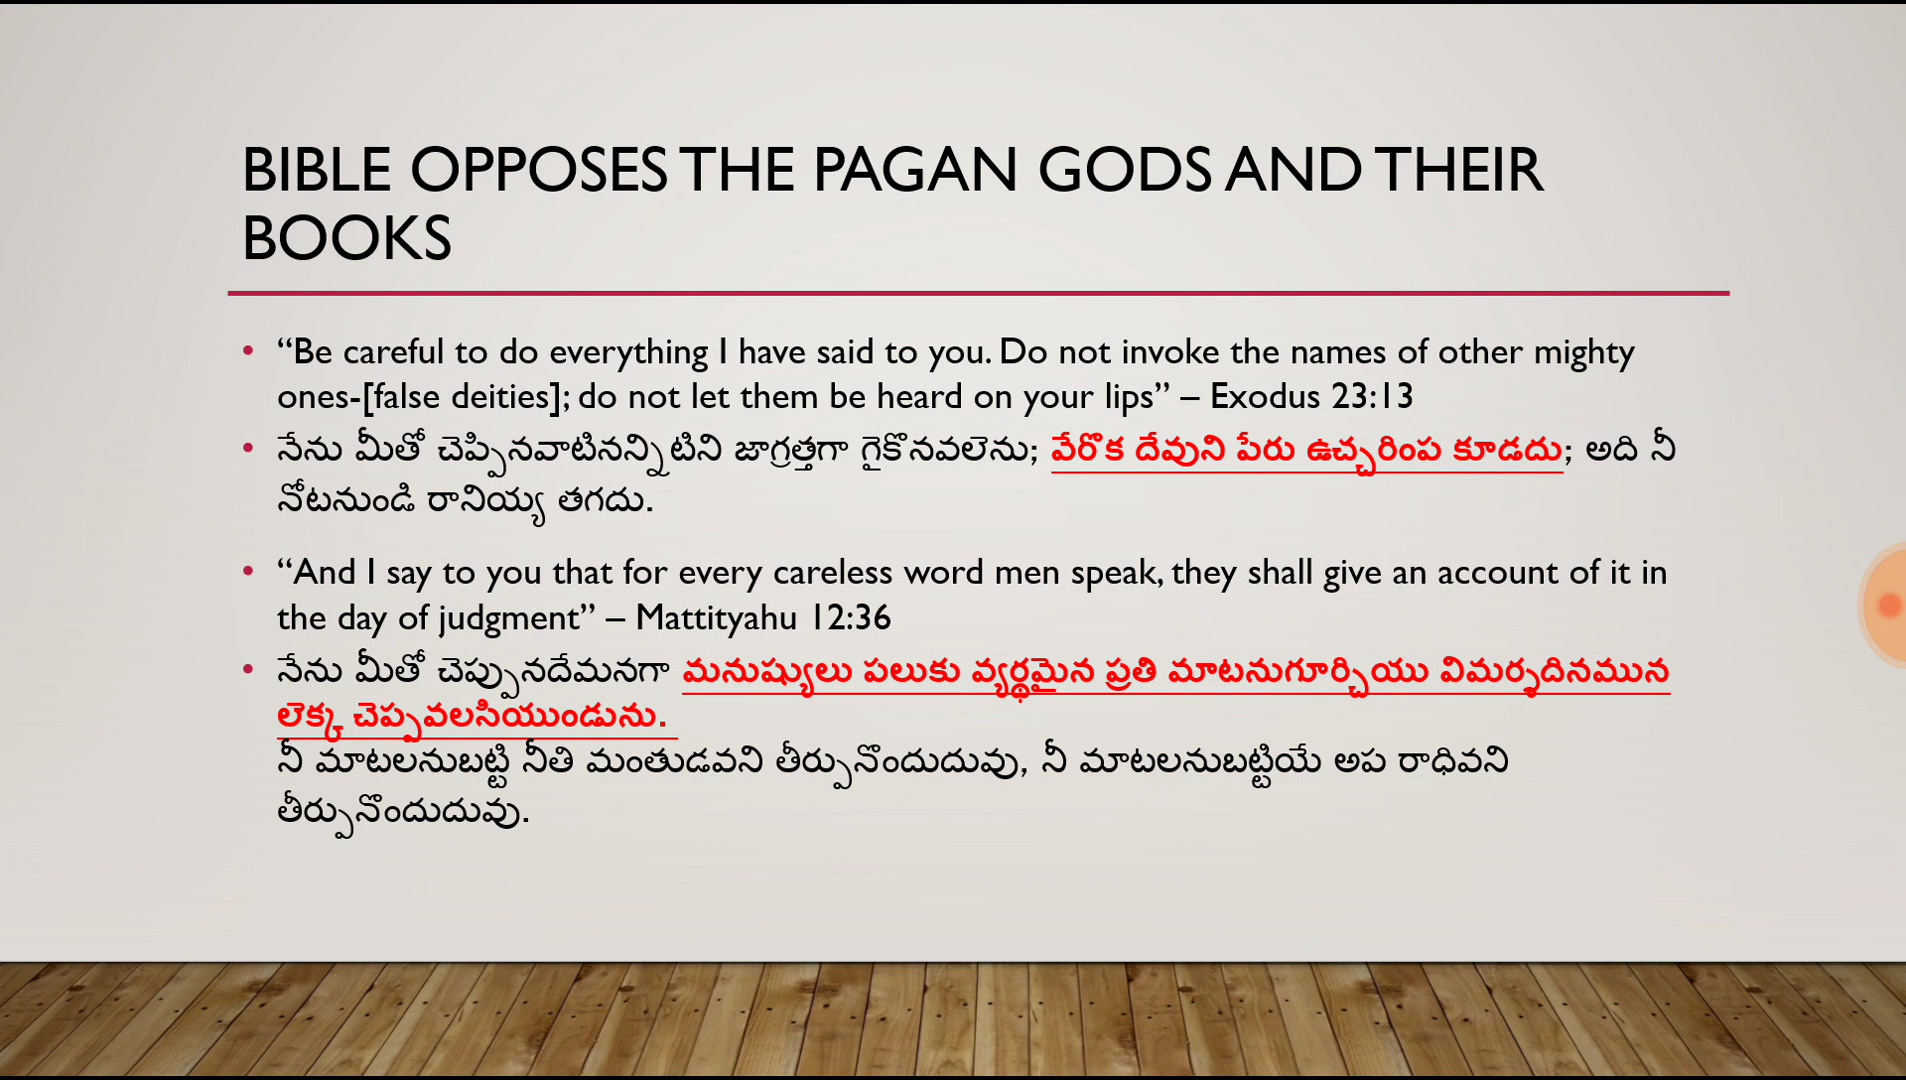 BIBLE OPPOSES THE PAGAN GODS AND THEIR
BOOKS
• “Be careful to do everything I have said to you. Do not invoke the names of other mighty
ones-[false deities]; do not let them be heard on your lips” – Exodus 23:13
• నేను మీతో చెప్పినవాటినన్నిటిని జాగ్రత్తగా గైకొనవలెను; వేరొక దేవుని పేరు ఉచ్చరింప కూడదు; అది నీ
నోటనుండి రానియ్య తగదు.
• “And I say to you that for every careless word men speak, they shall give an account of it in
the day of judgment” – Mattityahu 12:36
• నేను మీతో చెప్పునదేమనగా మనుష్యులు పలుకు వ్యర్థమైన ప్రతి మాటనుగూర్చియు విమర్శదినమున
లెక్క చెప్పవలసియుండును.
నీ మాటలనుబట్టి నీతి మంతుడవని తీర్పునొందుదువు, నీ మాటలనుబట్టియే అప రాధివని
తీర్పునొందుదువు.